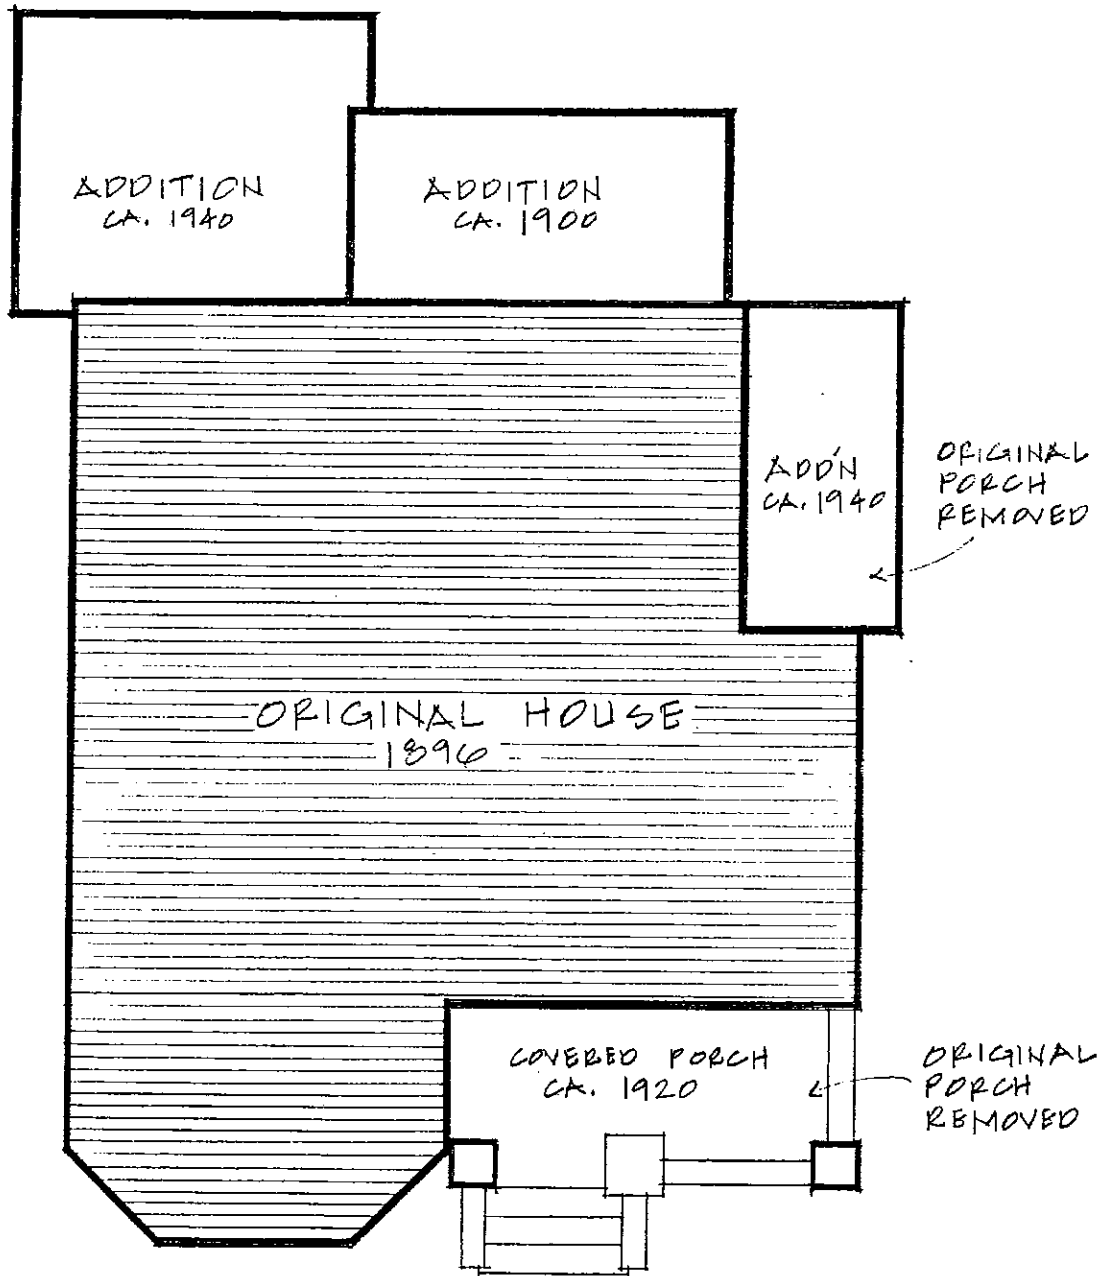 ADDITION
CA. 1940
ADDITION
CA. 1900
ADD'N
CA. 1940
ORIGINAL
PORCH
REMOVED
ORIGINAL HOUSE
1896
COVERED PORCH
CA. 1920
ORIGINAL
PORCH
REMOVED